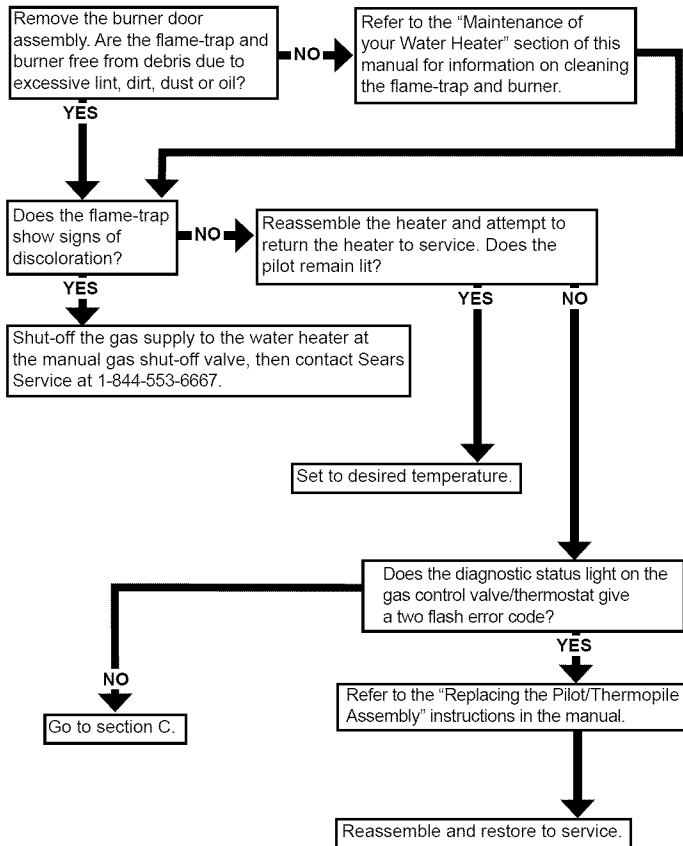 Remove the burner door
assembly. Are the flame-trap and
burner free from debris due to
excessive lint, dirt, dust or oil?
NO
Refer to the “Maintenance of
your Water Heater” section of this
manual for information on cleaning
the flame-trap and burner.
YES
Does the flame-trap
show signs of
discoloration?
NO
Reassemble the heater and attempt to
return the heater to service. Does the
pilot remain lit?
YES
Shut-off the gas supply to the water heater at
the manual gas shut-off valve, then contact Sears
Service at 1-844-553-6667.
YES
NO
Set to desired temperature.
Does the diagnostic status light on the
gas control valve/thermostat give
a two flash error code?
NO
YES
Go to section C.
Refer to the “Replacing the Pilot/Thermopile
Assembly” instructions in the manual.
Reassemble and restore to service.